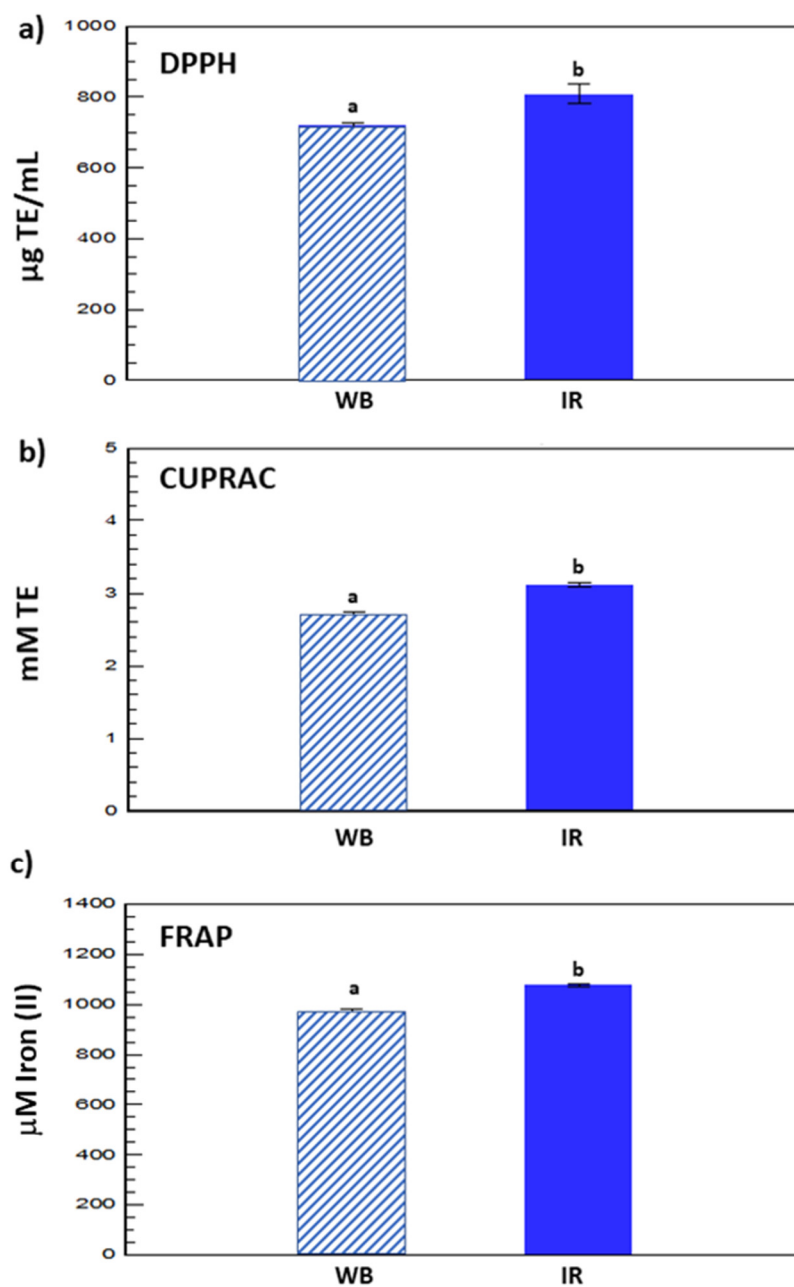 a)
DPPH
μg TE/mL
1000
800
600
400
200
0
a
b
WB
IR
b)
CUPRAC
mM TE
5
4
3
2
1
0
a
b
WB
IR
c)
FRAP
μM Iron (II)
1400
1200
1000
800
600
400
200
0
a
b
WB
IR